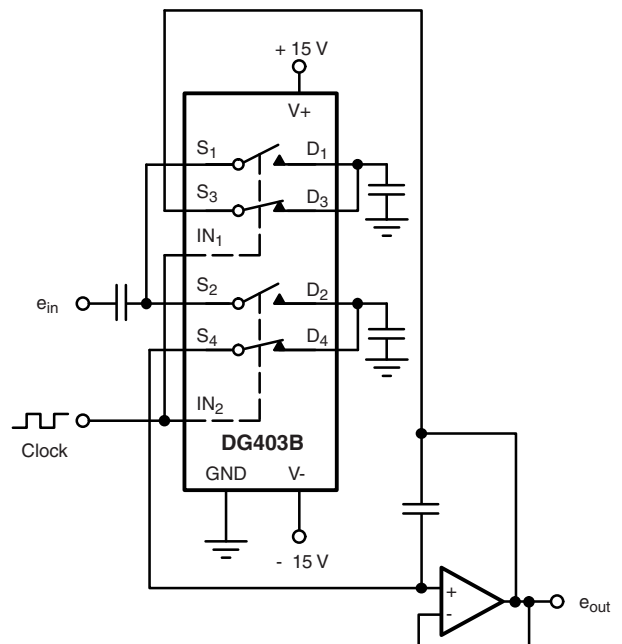 + 15 V
V+
S1 D1
S3 D3
IN1
S2 D2
ein
S4 D4
IN2
Clock
DG403B
GND V-
- 15 V
+
-
eout